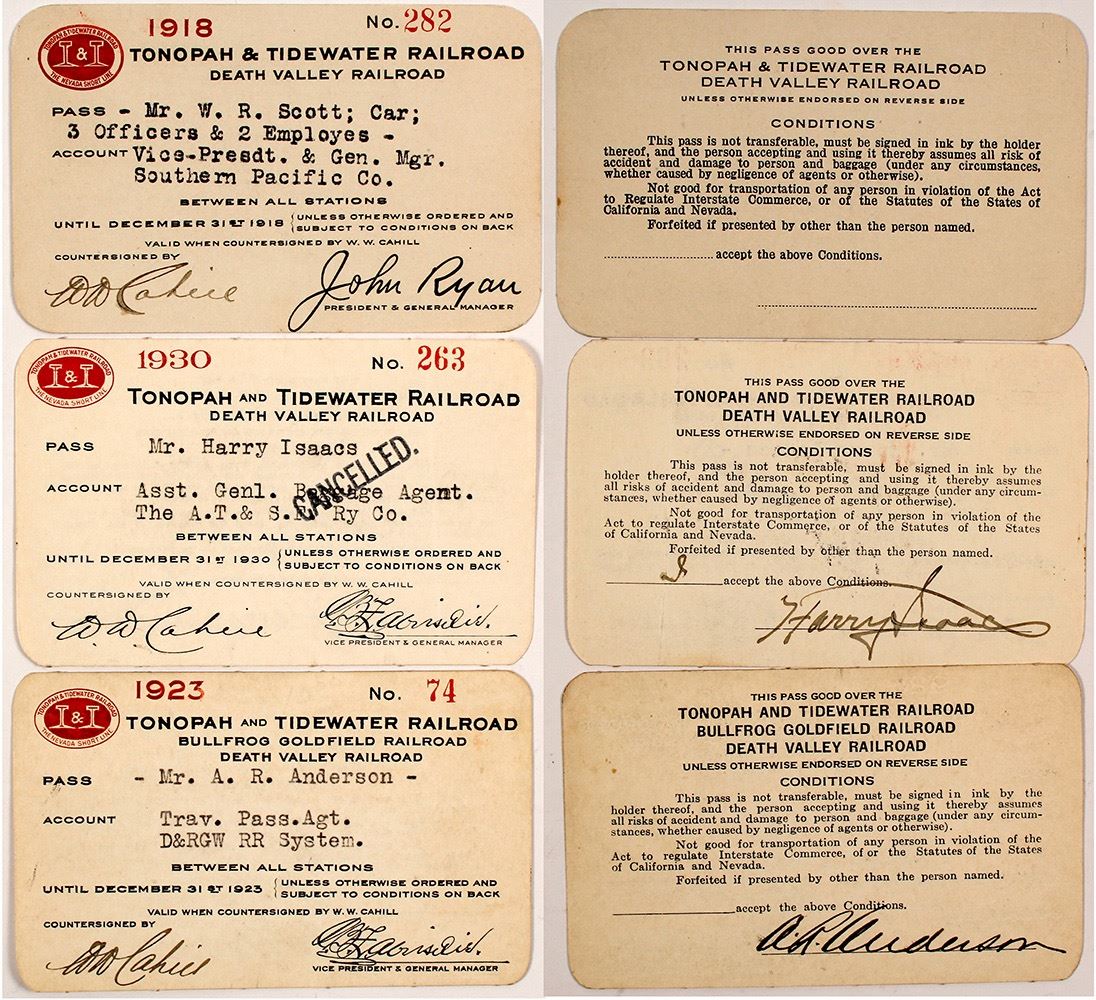 TONOPAH & TIDEWATER RAILROAD
T & T
THE NEVADA SHORT LINE
1918 No. 282
TONOPAH & TIDEWATER RAILROAD
DEATH VALLEY RAILROAD
PASS - Mr. W. R. Scott; Car;
3 Officers & 2 Employes -
ACCOUNT Vice-Presdt. & Gen. Mgr.
Southern Pacific Co.
BETWEEN ALL STATIONS
UNTIL DECEMBER 31ST 1918 { UNLESS OTHERWISE ORDERED AND
SUBJECT TO CONDITIONS ON BACK
VALID WHEN COUNTERSIGNED BY W. W. CAHILL
COUNTERSIGNED BY
W W Cahill John Ryan
PRESIDENT & GENERAL MANAGER
THIS PASS GOOD OVER THE
TONOPAH & TIDEWATER RAILROAD
DEATH VALLEY RAILROAD
UNLESS OTHERWISE ENDORSED ON REVERSE SIDE
CONDITIONS
This pass is not transferable, must be signed in ink by the holder
thereof, and the person accepting and using it thereby assumes all risk of
accident and damage to person and baggage (under any circumstances,
whether caused by negligence of agents or otherwise).
Not good for transportation of any person in violation of the Act
to Regulate Interstate Commerce, or of the Statutes of the States of
California and Nevada.
Forfeited if presented by other than the person named.
accept the above Conditions.
TONOPAH & TIDEWATER RAILROAD
T & T
THE NEVADA SHORT LINE
1930 No. 263
TONOPAH AND TIDEWATER RAILROAD
DEATH VALLEY RAILROAD
PASS Mr. Harry Isaacs
CANCELLED.
ACCOUNT Asst. Genl. Baggage Agent.
The A.T.& S.F. Ry Co.
BETWEEN ALL STATIONS
UNTIL DECEMBER 31ST 1930 { UNLESS OTHERWISE ORDERED AND
SUBJECT TO CONDITIONS ON BACK
VALID WHEN COUNTERSIGNED BY W. W. CAHILL
COUNTERSIGNED BY
W W Cahill
VICE PRESIDENT & GENERAL MANAGER
THIS PASS GOOD OVER THE
TONOPAH AND TIDEWATER RAILROAD
DEATH VALLEY RAILROAD
UNLESS OTHERWISE ENDORSED ON REVERSE SIDE
CONDITIONS
This pass is not transferable, must be signed in ink by the
holder thereof, and the person accepting and using it thereby assumes
all risks of accident and damage to person and baggage (under any circum-
stances, whether caused by negligence of agents or otherwise).
Not good for transportation of any person in violation of the
Act to regulate Interstate Commerce, or of the Statutes of the States
of California and Nevada.
Forfeited if presented by other than the person named.
I accept the above Conditions.
Harry Isaacs
TONOPAH & TIDEWATER RAILROAD
T & T
THE NEVADA SHORT LINE
1923 No. 74
TONOPAH AND TIDEWATER RAILROAD
BULLFROG GOLDFIELD RAILROAD
DEATH VALLEY RAILROAD
PASS - Mr. A. R. Anderson -
ACCOUNT Trav. Pass.Agt.
D&RGW RR System.
BETWEEN ALL STATIONS
UNTIL DECEMBER 31ST 1923 { UNLESS OTHERWISE ORDERED AND
SUBJECT TO CONDITIONS ON BACK
VALID WHEN COUNTERSIGNED BY W. W. CAHILL
COUNTERSIGNED BY
W W Cahill
VICE PRESIDENT & GENERAL MANAGER
THIS PASS GOOD OVER THE
TONOPAH AND TIDEWATER RAILROAD
BULLFROG GOLDFIELD RAILROAD
DEATH VALLEY RAILROAD
UNLESS OTHERWISE ENDORSED ON REVERSE SIDE
CONDITIONS
This pass is not transferable, must be signed in ink by the
holder thereof, and the person accepting and using it thereby assumes
all risks of accident and damage to person and baggage (under any circum-
stances, whether caused by negligence of agents or otherwise).
Not good for transportation of any person in violation of the
Act to regulate Interstate Commerce, of or the Statutes of the States
of California and Nevada.
Forfeited if presented by other than the person named.
accept the above Conditions.
A. R. Anderson